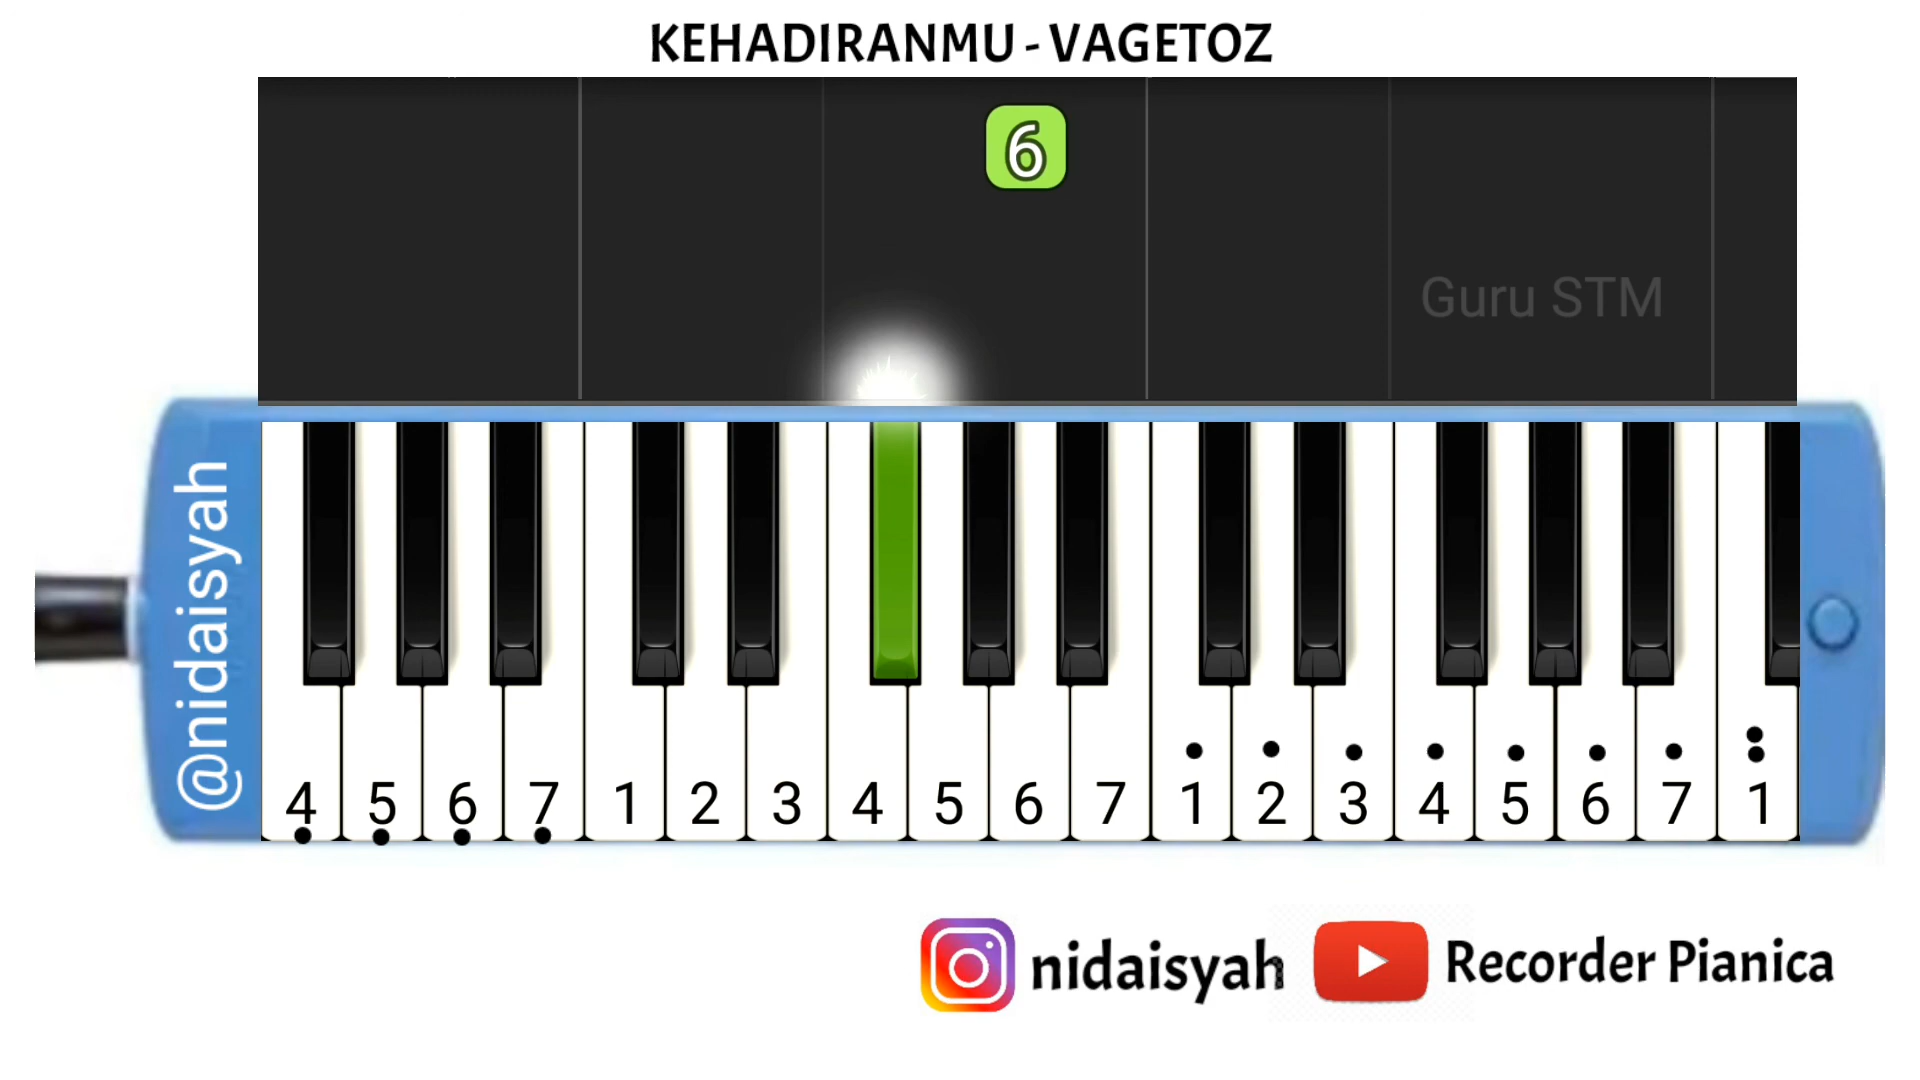 KEHADIRANMU - VAGETOZ
6
Guru STM
@nidaisyah
4 5 6 7 1 2 3 4 5 6 7 1 2 3 4 5 6 7 1
nidaisyah
Recorder Pianica